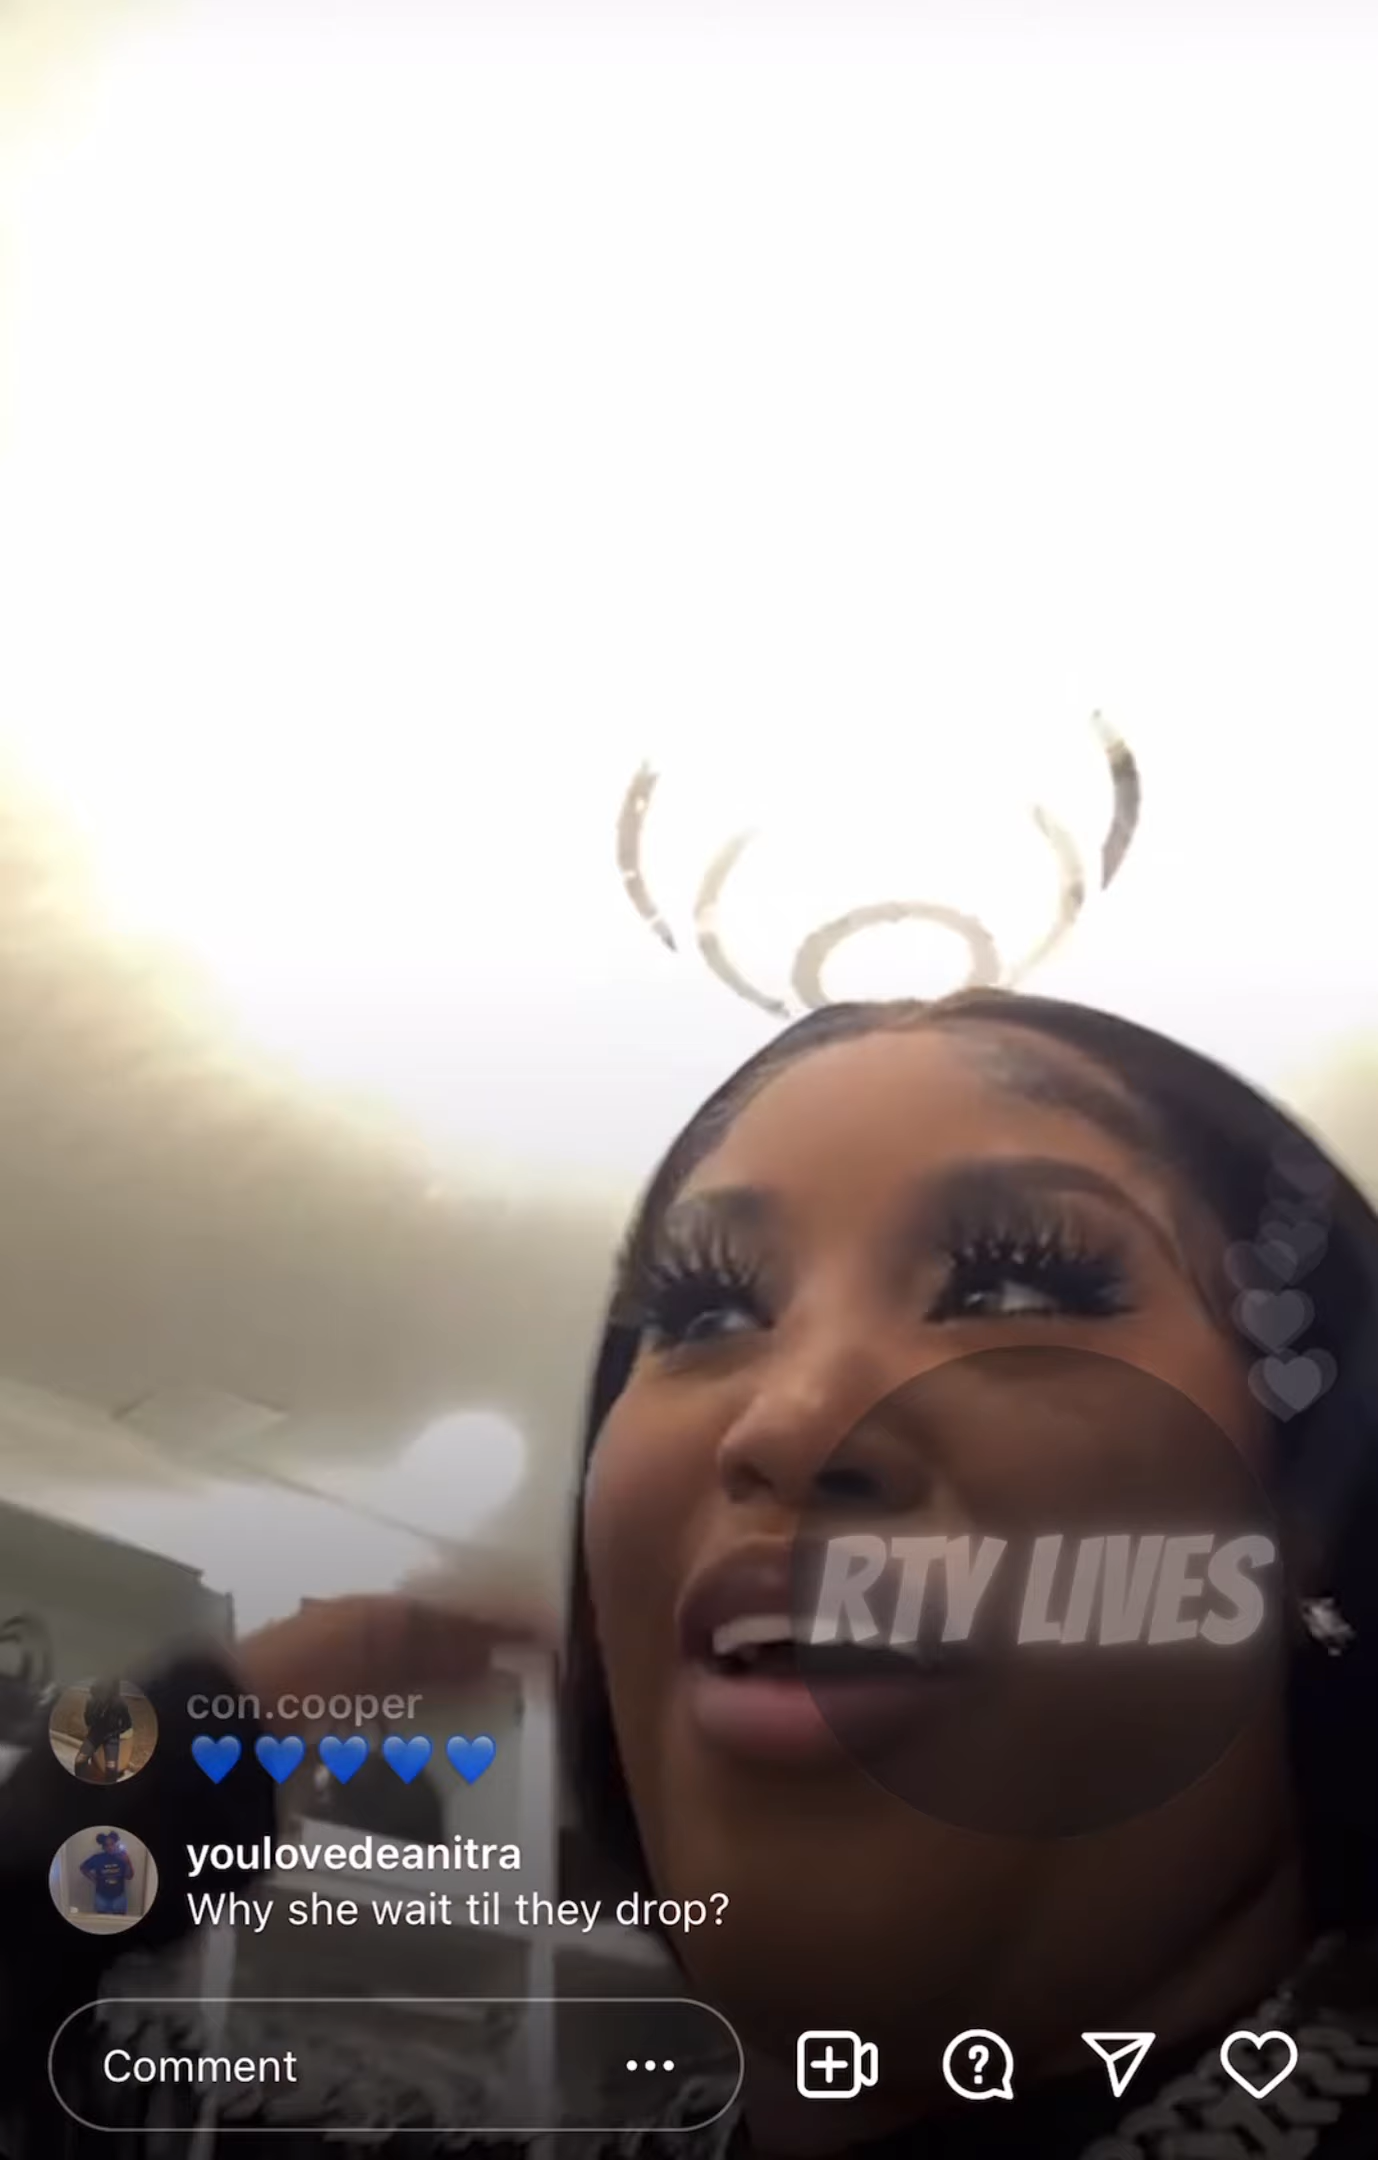 RTY LIVES
con.cooper
💙💙💙💙💙
youlovedeanitra
Why she wait til they drop?
Comment